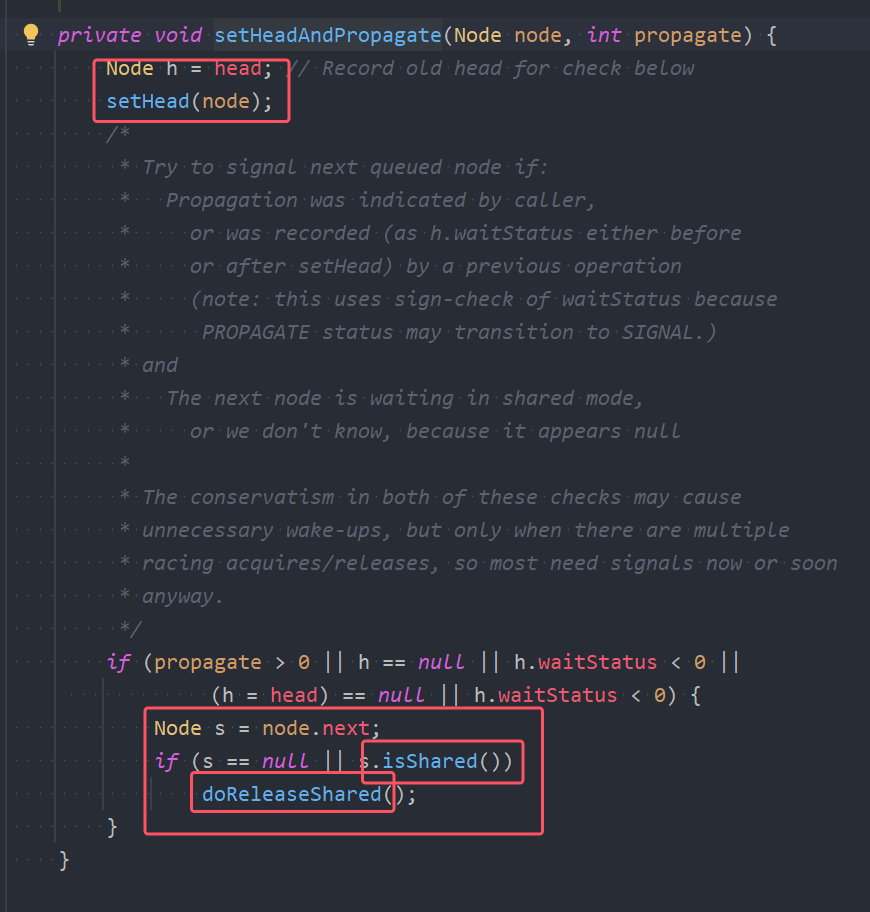 private void setHeadAndPropagate(Node node, int propagate) {
Node h = head; // Record old head for check below
setHead(node);
/*
* Try to signal next queued node if:
*   Propagation was indicated by caller,
*     or was recorded (as h.waitStatus either before
*     or after setHead) by a previous operation
*     (note: this uses sign-check of waitStatus because
*      PROPAGATE status may transition to SIGNAL.)
* and
*   The next node is waiting in shared mode,
*     or we don't know, because it appears null
*
* The conservatism in both of these checks may cause
* unnecessary wake-ups, but only when there are multiple
* racing acquires/releases, so most need signals now or soon
* anyway.
*/
if (propagate > 0 || h == null || h.waitStatus < 0 ||
(h = head) == null || h.waitStatus < 0) {
Node s = node.next;
if (s == null || s.isShared())
doReleaseShared();
}
}